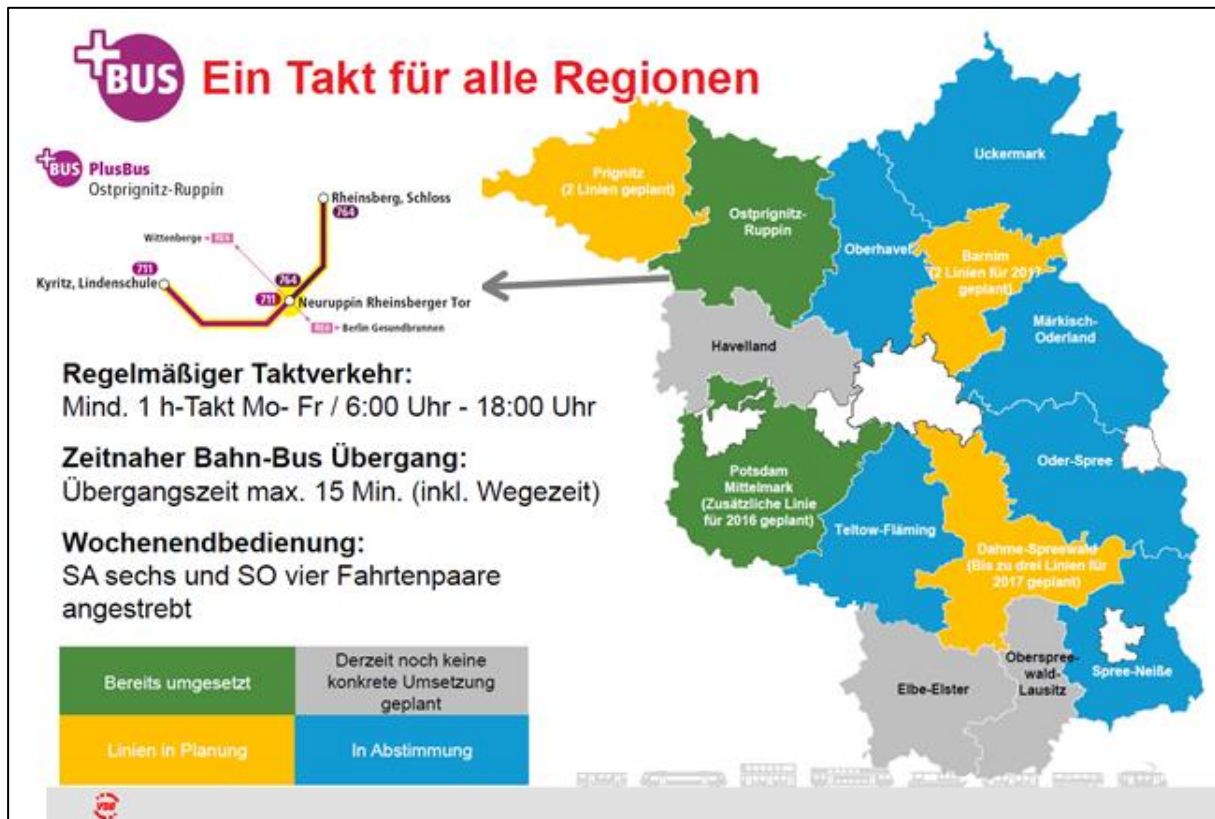 +BUS
Ein Takt für alle Regionen
+BUS PlusBus
Ostprignitz-Ruppin
Rheinsberg, Schloss
764
Wittenberge
RE6
711
764
Kyritz, Lindenschule
711
Neuruppin Rheinsberger Tor
RE6
Berlin Gesundbrunnen
Regelmäßiger Taktverkehr:
Mind. 1 h-Takt Mo- Fr / 6:00 Uhr - 18:00 Uhr
Zeitnaher Bahn-Bus Übergang:
Übergangszeit max. 15 Min. (inkl. Wegezeit)
Wochenendbedienung:
SA sechs und SO vier Fahrtenpaare
angestrebt
Bereits umgesetzt
Derzeit noch keine
konkrete Umsetzung
geplant
Linien in Planung
In Abstimmung
Prignitz
(2 Linien geplant)
Ostprignitz-
Ruppin
Uckermark
Oberhavel
Barnim
(2 Linien für 2017
geplant)
Märkisch-
Oderland
Havelland
Potsdam
Mittelmark
(Zusätzliche Linie
für 2016 geplant)
Oder-Spree
Teltow-Fläming
Dahme-Spreewald
(Bis zu drei Linien für
2017 geplant)
Elbe-Elster
Oberspree-
wald-
Lausitz
Spree-Neiße
VBB